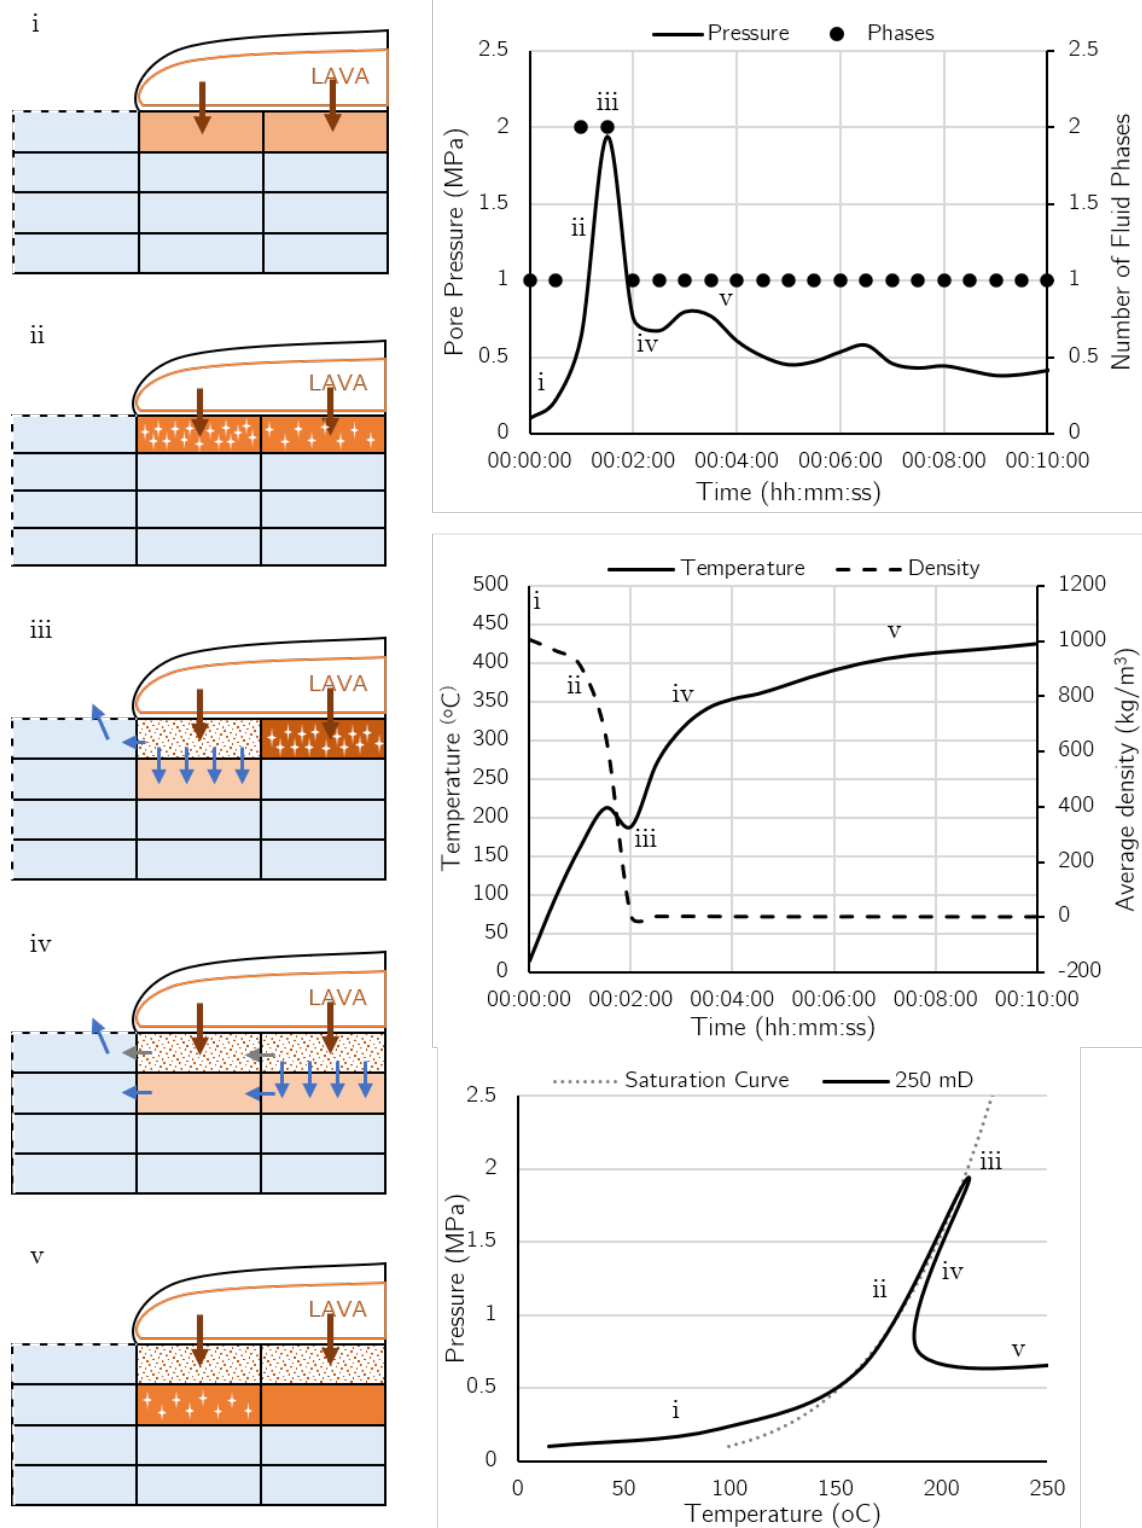 i
LAVA
ii
LAVA
iii
LAVA
iv
LAVA
v
LAVA
Pressure Phases
2.5 2.5
iii
2 2
Pore Pressure (MPa)
Number of Fluid Phases
1.5 1.5
ii
1 1
v
iv
0.5 0.5
i
0 0
00:00:00 00:02:00 00:04:00 00:06:00 00:08:00 00:10:00
Time (hh:mm:ss)
Temperature Density
500 1200
i
450
1000
v
400
ii
800
350 iv
Temperature (ºC)
Average density (kg/m³)
300
600
250
400
200
iii
150
200
100
0
50
0 -200
00:00:00 00:02:00 00:04:00 00:06:00 00:08:00 00:10:00
Time (hh:mm:ss)
Saturation Curve 250 mD
2.5
iii
2
Pressure (MPa)
1.5
iv
ii
1
v
0.5
i
0
0 50 100 150 200 250
Temperature (oC)